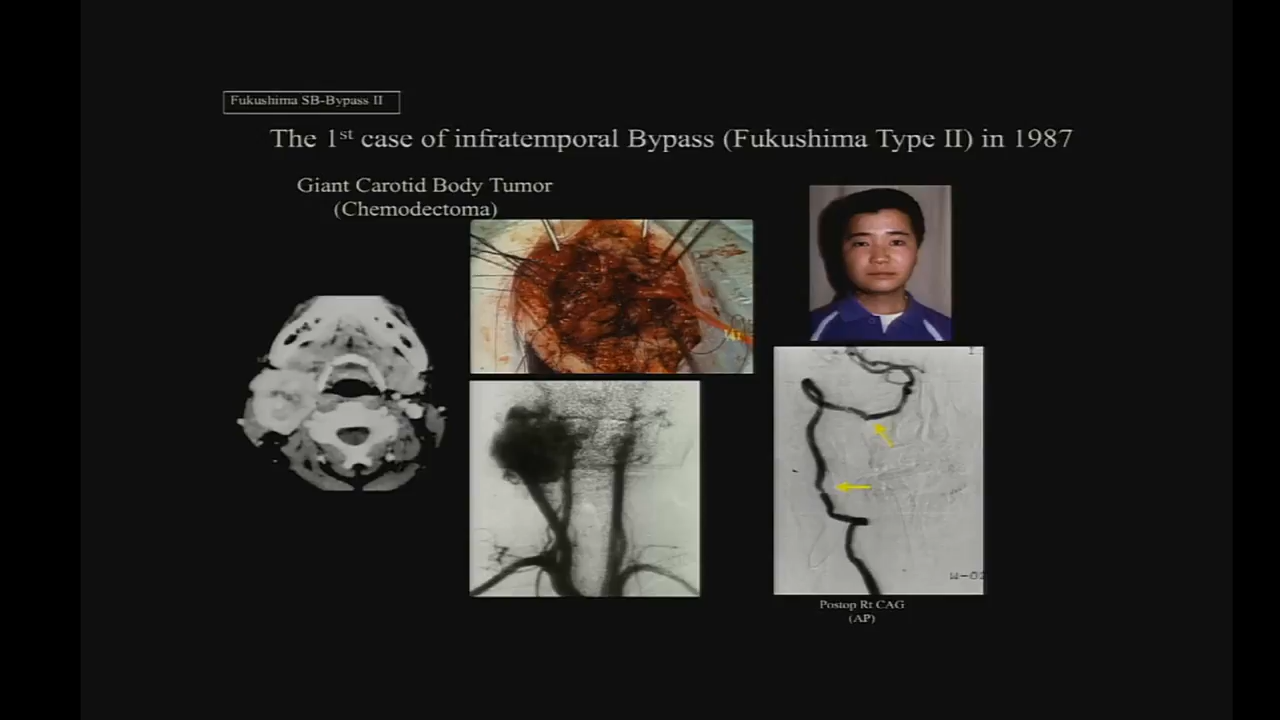 Fukushima SB-Bypass II
The 1st case of infratemporal Bypass (Fukushima Type II) in 1987
Giant Carotid Body Tumor
(Chemodectoma)
Postop Rt CAG
(AP)